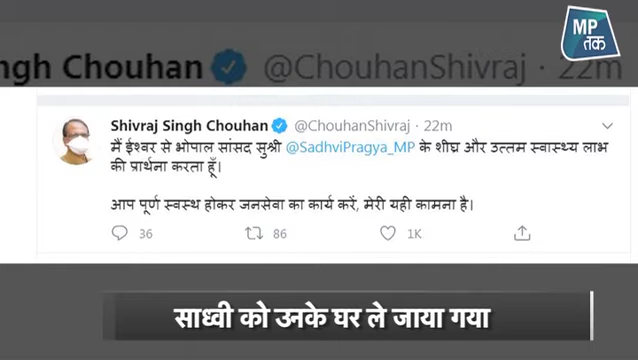 MP
तक
ngh Chouhan @ChouhanShivraj · 22m
Shivraj Singh Chouhan @ChouhanShivraj · 22m
मैं ईश्वर से भोपाल सांसद सुश्री @SadhviPragya_MP के शीघ्र और उत्तम स्वास्थ्य लाभ
की प्रार्थना करता हूँ।
आप पूर्ण स्वस्थ होकर जनसेवा का कार्य करें, मेरी यही कामना है।
36 86 1K
साध्वी को उनके घर ले जाया गया